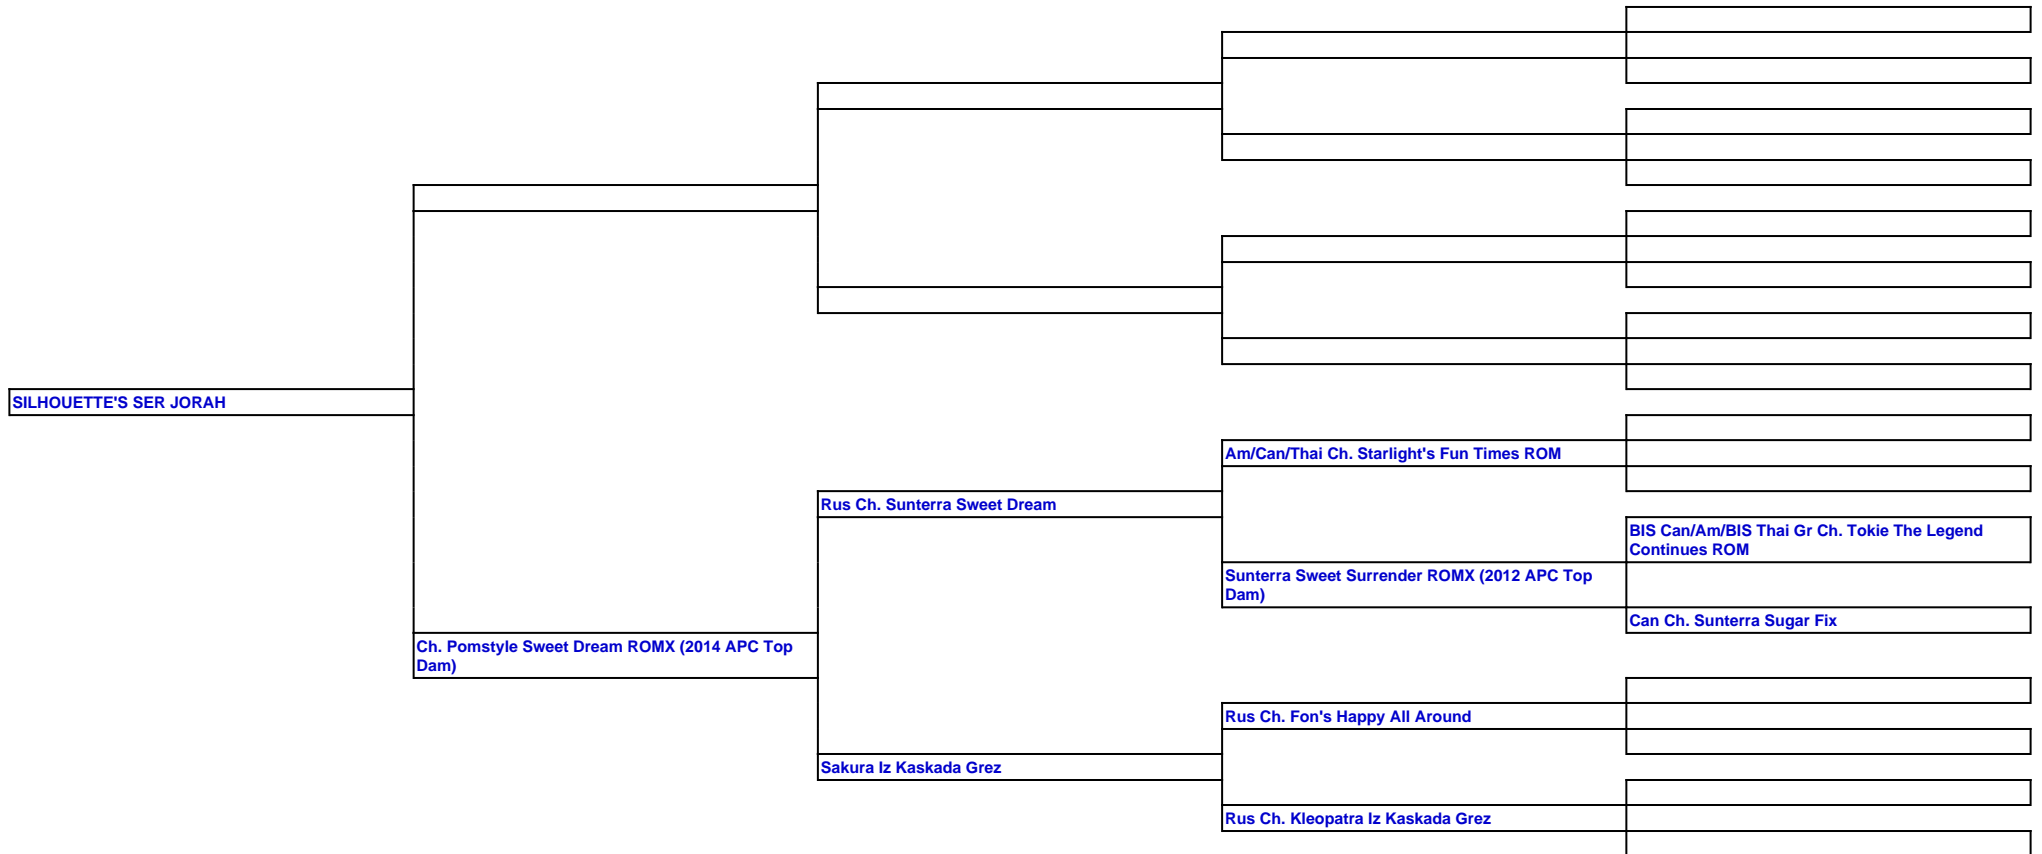 SILHOUETTE'S SER JORAH
Ch. Pomstyle Sweet Dream ROMX (2014 APC Top
Dam)
Rus Ch. Sunterra Sweet Dream
Sakura Iz Kaskada Grez
Am/Can/Thai Ch. Starlight's Fun Times ROM
Sunterra Sweet Surrender ROMX (2012 APC Top
Dam)
Rus Ch. Fon's Happy All Around
Rus Ch. Kleopatra Iz Kaskada Grez
BIS Can/Am/BIS Thai Gr Ch. Tokie The Legend
Continues ROM
Can Ch. Sunterra Sugar Fix